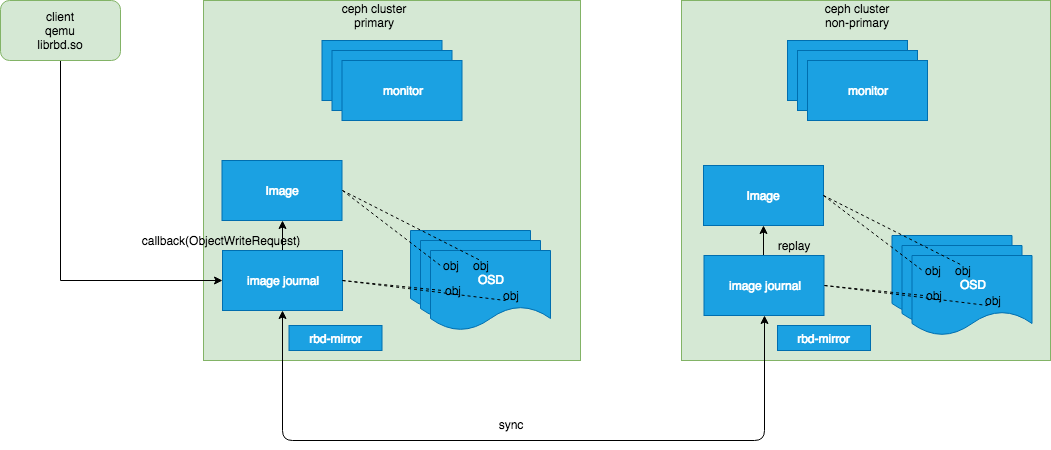 client
qemu
librbd.so
ceph cluster
primary
monitor
Image
callback(ObjectWriteRequest)
image journal
obj
obj
OSD
obj
obj
rbd-mirror
ceph cluster
non-primary
monitor
Image
replay
image journal
obj
obj
OSD
obj
obj
rbd-mirror
sync